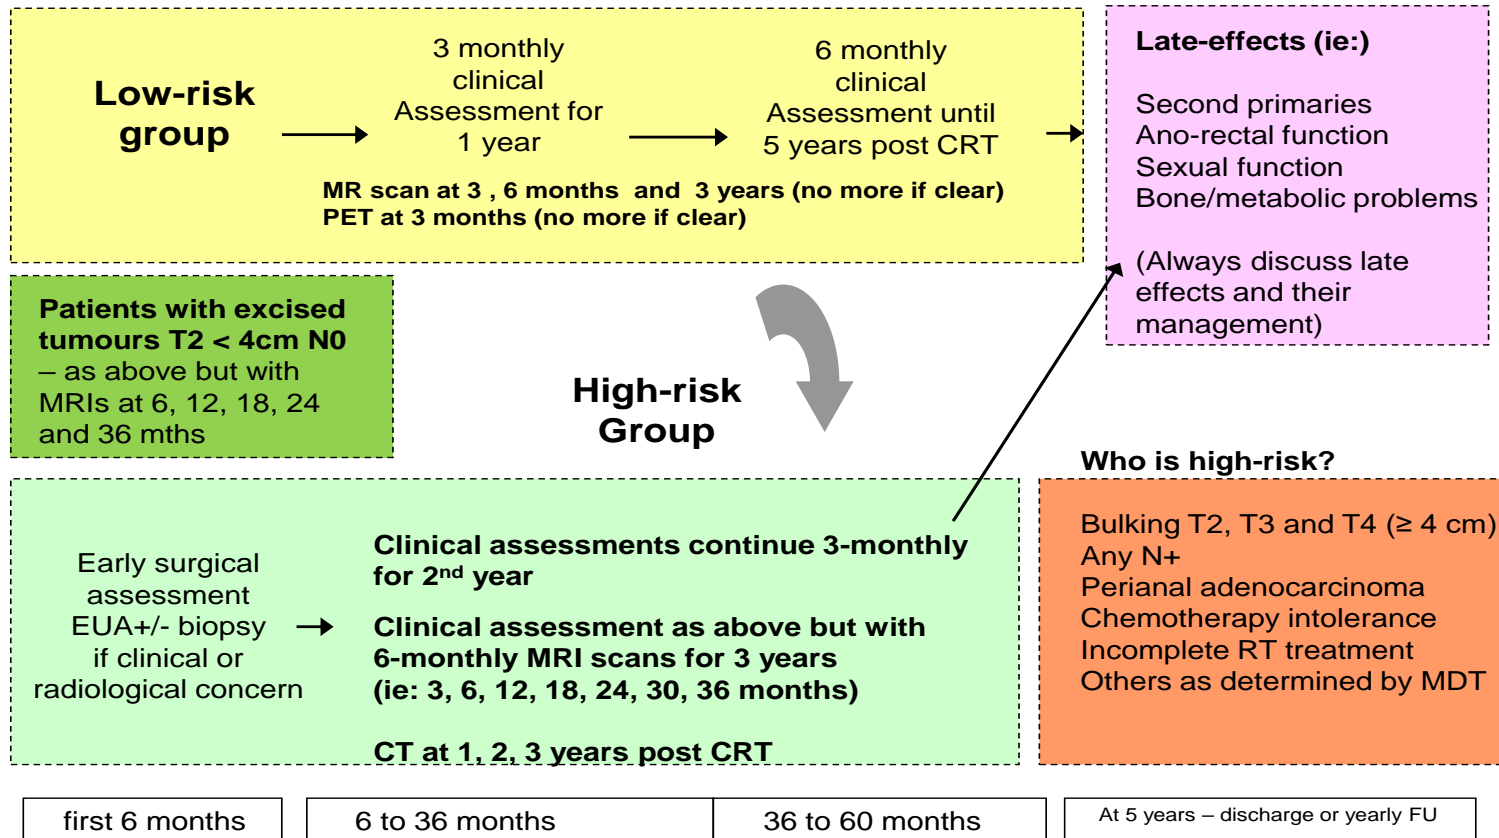 Low-risk
group
3 monthly
clinical
Assessment for
1 year
6 monthly
clinical
Assessment until
5 years post CRT
MR scan at 3 , 6 months and 3 years (no more if clear)
PET at 3 months (no more if clear)
Late-effects (ie:)
Second primaries
Ano-rectal function
Sexual function
Bone/metabolic problems
(Always discuss late
effects and their
management)
Patients with excised
tumours T2 < 4cm N0
– as above but with
MRIs at 6, 12, 18, 24
and 36 mths
High-risk
Group
Early surgical
assessment
EUA+/- biopsy
if clinical or
radiological concern
Clinical assessments continue 3-monthly
for 2nd year
Clinical assessment as above but with
6-monthly MRI scans for 3 years
(ie: 3, 6, 12, 18, 24, 30, 36 months)
CT at 1, 2, 3 years post CRT
Who is high-risk?
Bulking T2, T3 and T4 (≥ 4 cm)
Any N+
Perianal adenocarcinoma
Chemotherapy intolerance
Incomplete RT treatment
Others as determined by MDT
first 6 months
6 to 36 months
36 to 60 months
At 5 years – discharge or yearly FU